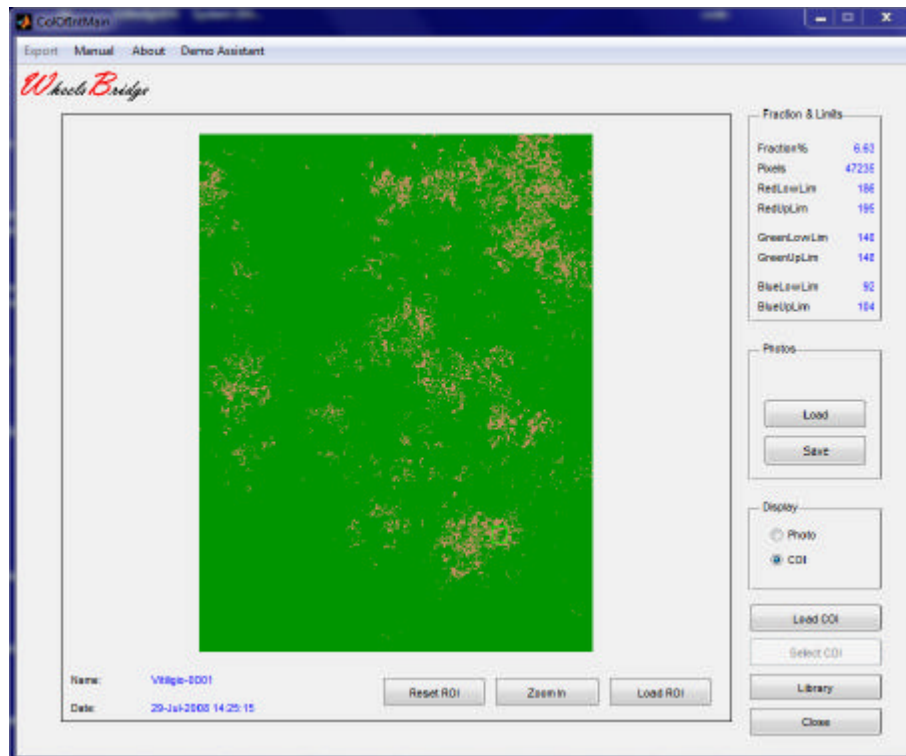 ColOfIntMain
Export Manual About Demo Assistant
WheelsBridge
Fraction & Limits
Fraction% 6.63
Pixels 47235
RedLowLim 186
RedUpLim 195
GreenLowLim 140
GreenUpLim 148
BlueLowLim 92
BlueUpLim 104
Photos
Load
Save
Display
Photo
COI
Load COI
Select COI
Library
Close
Name: Vitiligio-0001
Date: 29-Jul-2008 14:25:15
Reset ROI Zoom In Load ROI